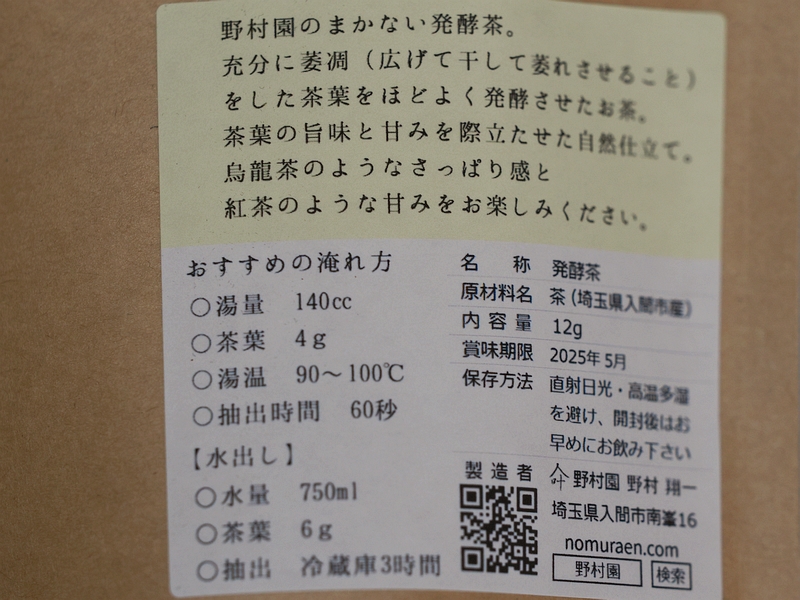 野村園のまかない発酵茶。
充分に萎凋（広げて干して萎れさせること）
をした茶葉をほどよく発酵させたお茶。
茶葉の旨味と甘みを際立たせた自然仕立て。
烏龍茶のようなさっぱり感と
紅茶のような甘みをお楽しみください。
おすすめの淹れ方
○湯量 140cc
○茶葉 4g
○湯温 90～100℃
○抽出時間 60秒
【水出し】
○水量 750ml
○茶葉 6g
○抽出 冷蔵庫3時間
名称 発酵茶
原材料名 茶（埼玉県入間市産）
内容量 12g
賞味期限 2025年5月
保存方法 直射日光・高温多湿
を避け、開封後はお
早めにお飲み下さい
製造者 野村園 野村 翔一
埼玉県入間市南峯16
nomuraen.com
野村園 検索